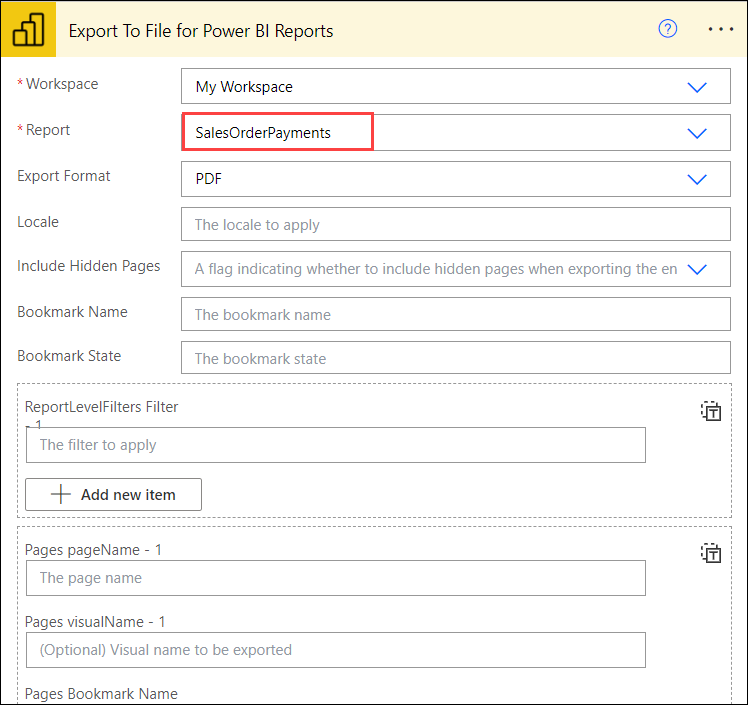 Export To File for Power BI Reports
* Workspace
My Workspace
* Report
SalesOrderPayments
Export Format
PDF
Locale
The locale to apply
Include Hidden Pages
A flag indicating whether to include hidden pages when exporting the en
Bookmark Name
The bookmark name
Bookmark State
The bookmark state
ReportLevelFilters Filter
- 1
The filter to apply
Add new item
Pages pageName - 1
The page name
Pages visualName - 1
(Optional) Visual name to be exported
Pages Bookmark Name